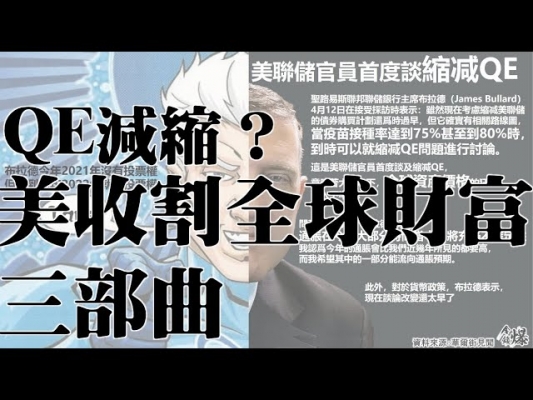 美聯儲官員首度談縮減QE
聖路易斯聯邦聯儲銀行主席布拉德（James Bullard）
4月12日在接受採訪時表示：雖然現在考慮縮減美聯儲
的債券購買計劃還爲時過早，但它確實有相關路線圖，
當疫苗接種率達到75%甚至到80%時，
到時可以就縮减QE問題進行討論。
這是美聯儲官員首度談及縮减QE，
QE減縮？
布拉德今年2021年沒有投票權
美收割全球財富
三部曲
我認爲今年的通脹會比我們近幾年所見的都要高，
而我希望其中的一部分能流向通脹預期。
此外，對於貨幣政策，布拉德表示，
現在談論改變還太早了
資料來源：華爾街見聞